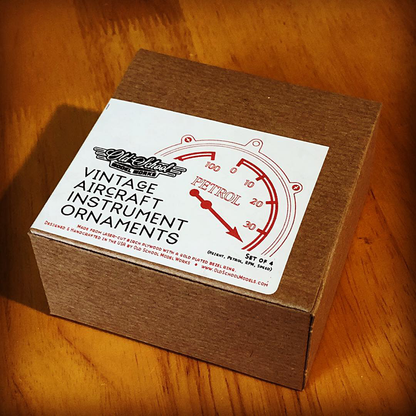 Old School
MODEL WORKS
VINTAGE
AIRCRAFT
INSTRUMENT
ORNAMENTS
100 0 10 20 30
PETROL
SET OF 4
(ASCENT, PETROL, RPM, SPEED)
MADE FROM LASER-CUT BIRCH PLYWOOD WITH A GOLD PLATED BEZEL RING.
DESIGNED & HANDCRAFTED IN THE USA BY OLD SCHOOL MODEL WORKS • WWW.OLDSCHOOLMODELS.COM